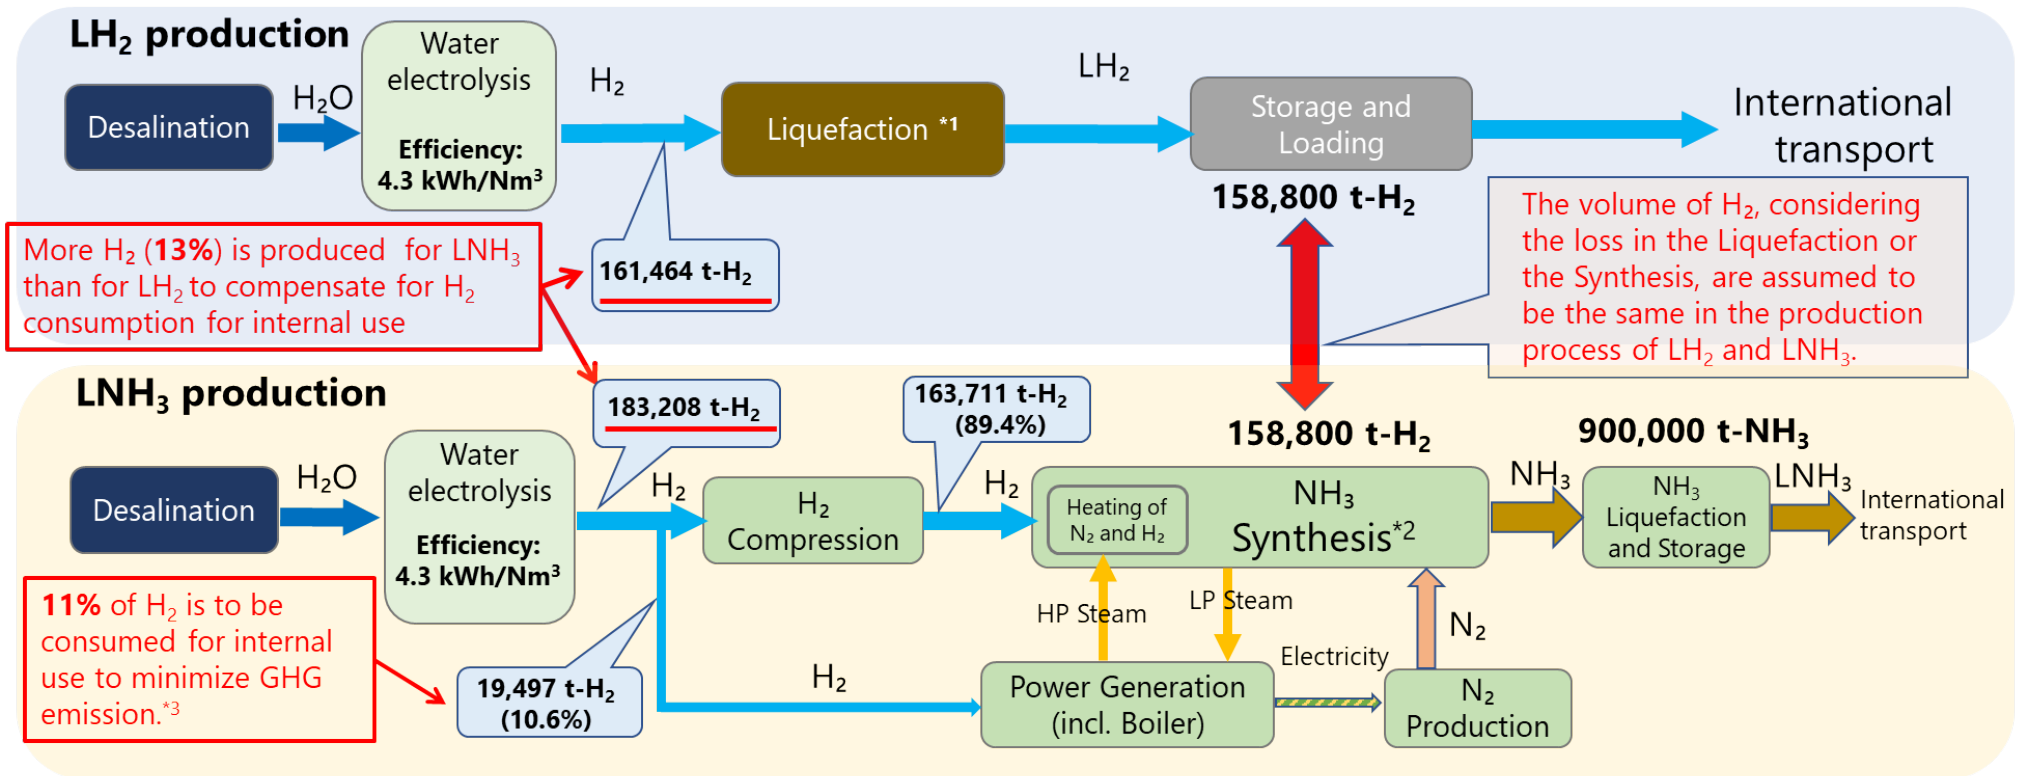 LH₂ production
Desalination
H₂O
Water
electrolysis
Efficiency:
4.3 kWh/Nm³
H₂
Liquefaction *1
LH₂
Storage and
Loading
International
transport
158,800 t-H₂
161,464 t-H₂
More H₂ (13%) is produced for LNH₃
than for LH₂ to compensate for H₂
consumption for internal use
The volume of H₂, considering
the loss in the Liquefaction or
the Synthesis, are assumed to
be the same in the production
process of LH₂ and LNH₃.
LNH₃ production
Desalination
H₂O
Water
electrolysis
Efficiency:
4.3 kWh/Nm³
183,208 t-H₂
H₂
H₂
Compression
163,711 t-H₂
(89.4%)
H₂
158,800 t-H₂
Heating of
N₂ and H₂
NH₃
Synthesis*2
NH₃
900,000 t-NH₃
NH₃
Liquefaction
and Storage
LNH₃
International
transport
11% of H₂ is to be
consumed for internal
use to minimize GHG
emission.*3
19,497 t-H₂
(10.6%)
H₂
HP Steam
LP Steam
Power Generation
(incl. Boiler)
Electricity
N₂
N₂
Production